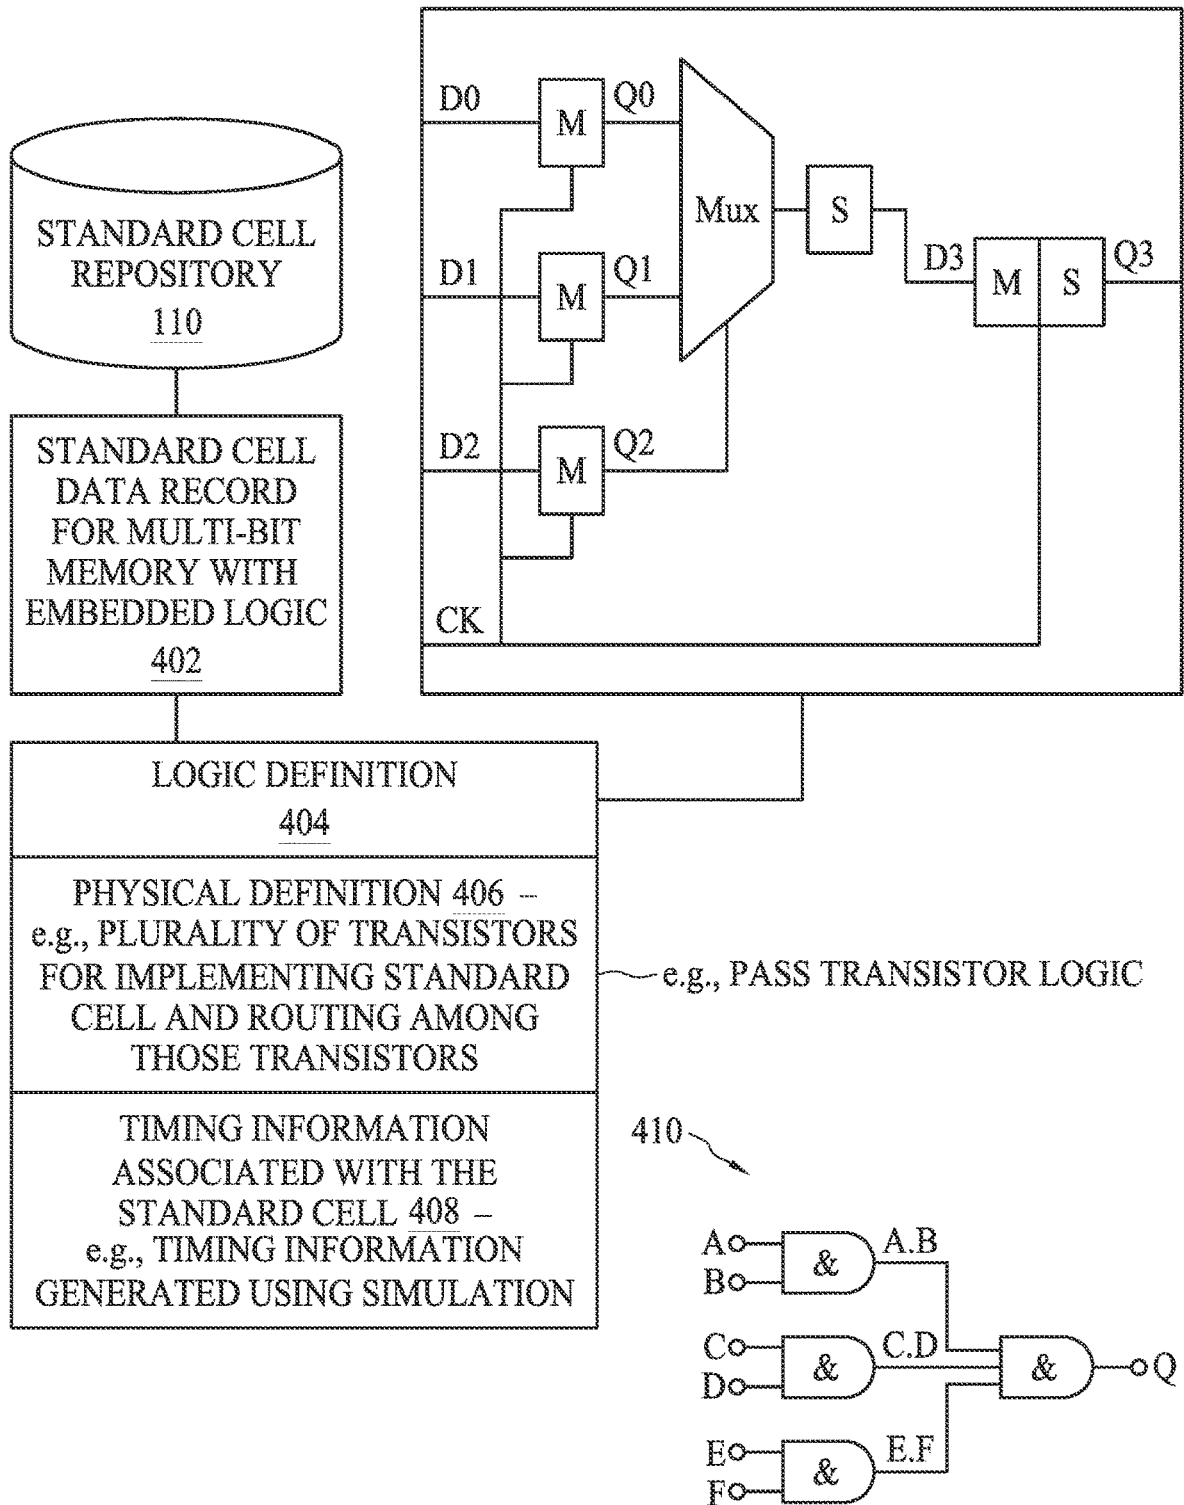 STANDARD CELL
REPOSITORY
110
STANDARD CELL
DATA RECORD
FOR MULTI-BIT
MEMORY WITH
EMBEDDED LOGIC
402
D0
M
Q0
D1
M
Q1
D2
M
Q2
CK
Mux
S
D3
M
S
Q3
LOGIC DEFINITION
404
PHYSICAL DEFINITION 406 –
e.g., PLURALITY OF TRANSISTORS
FOR IMPLEMENTING STANDARD
CELL AND ROUTING AMONG
THOSE TRANSISTORS
e.g., PASS TRANSISTOR LOGIC
TIMING INFORMATION
ASSOCIATED WITH THE
STANDARD CELL 408 –
e.g., TIMING INFORMATION
GENERATED USING SIMULATION
410
A
B
&
A.B
C
D
&
C.D
E
F
&
E.F
&
Q